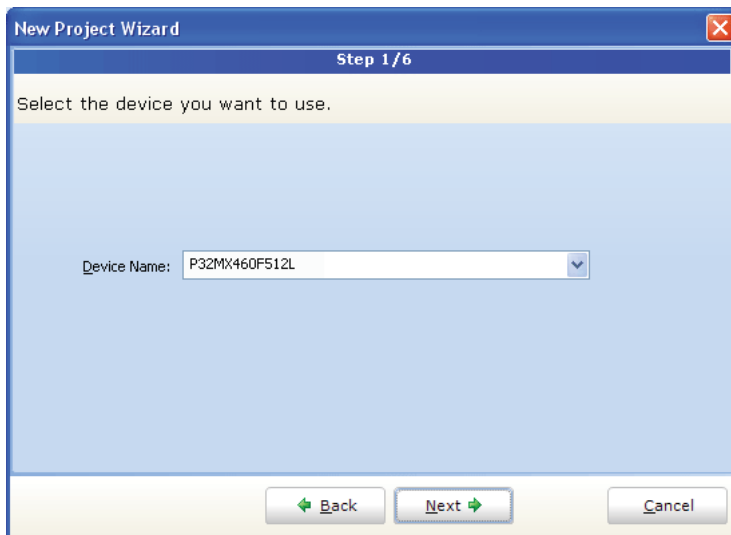 New Project Wizard
Step 1/6
Select the device you want to use.
Device Name: P32MX460F512L
Back Next Cancel